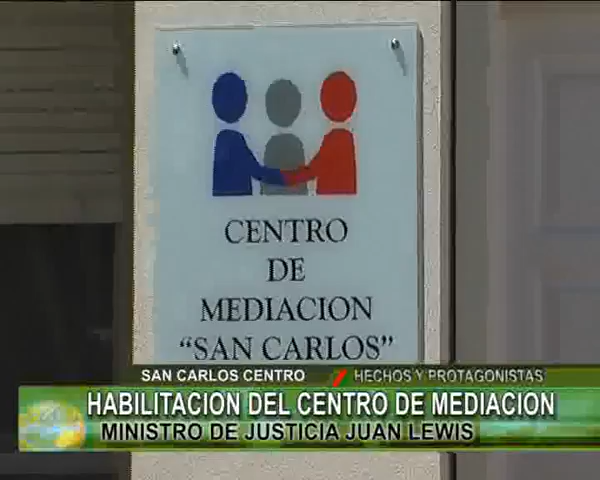 CENTRO
DE
MEDIACION
“SAN CARLOS”
SAN CARLOS CENTRO
HECHOS Y PROTAGONISTAS
HABILITACION DEL CENTRO DE MEDIACION
MINISTRO DE JUSTICIA JUAN LEWIS